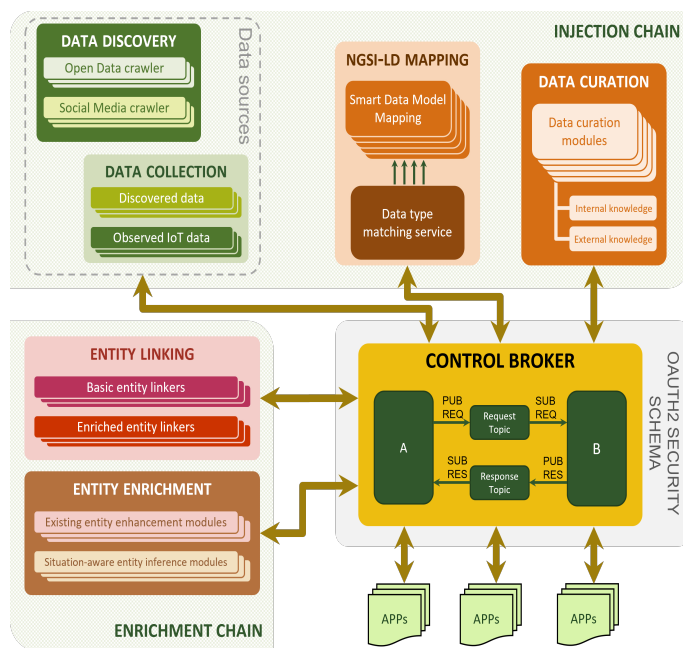 INJECTION CHAIN
DATA DISCOVERY
Open Data crawler
Social Media crawler
Data sources
DATA COLLECTION
Discovered data
Observed IoT data
NGSI-LD MAPPING
Smart Data Model
Mapping
Data type
matching service
DATA CURATION
Data curation
modules
Internal knowledge
External knowledge
ENTITY LINKING
Basic entity linkers
Enriched entity linkers
ENTITY ENRICHMENT
Existing entity enhancement modules
Situation-aware entity inference modules
ENRICHMENT CHAIN
CONTROL BROKER
A
PUB
REQ
Request
Topic
SUB
REQ
SUB
RES
Response
Topic
PUB
RES
B
OAUTH2 SECURITY
SCHEMA
APPs
APPs
APPs